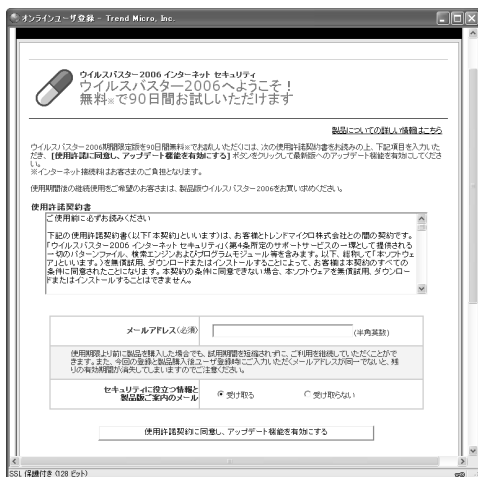 オンラインユーザ登録 - Trend Micro, Inc.
ウイルスバスター2006 インターネット セキュリティ
ウイルスバスター2006へようこそ！
無料※で90日間お試しいただけます
製品についての詳しい情報はこちら
ウイルスバスター2006期間限定版を90日間無料※でお試しいただくには、次の使用許諾契約書をお読みの上、下記項目を入力いた
だき、[使用許諾に同意し、アップデート機能を有効にする] ボタンをクリックして最新版へのアップデート機能を有効にしてくださ
い。
※インターネット接続料はお客さまのご負担となります。
使用期間後の継続使用をご希望のお客さまは、製品版ウイルスバスター2006をお買い求めください。
使用許諾契約書
ご使用前に必ずお読みください
下記の使用許諾契約書(以下「本契約」といいます)は、お客様とトレンドマイクロ株式会社との間の契約です。
「ウイルスバスター2006 インターネット セキュリティ」(第4条所定のサポートサービスの一環として提供される
一切のパターンファイル、検索エンジンおよびプログラムモジュール等を含みます。以下、総称して「本ソフトウェ
ア」といいます。)を無償試用、ダウンロードまたはインストールすることによって、お客様は本契約のすべての
条件に同意されたことになります。本契約の条件に同意できない場合、本ソフトウェアを無償試用、ダウンロー
ドまたはインストールすることはできません。
メールアドレス(必須)
(半角英数)
使用期限より前に製品を購入した場合でも、試用期間を短縮されずに、ご利用を継続していただくことがで
きます。また、今回の登録と製品購入後ユーザ登録時にご入力いただくメールアドレスが同一でないと、残
りの有効期間が消失してしまいますのでご注意ください。
セキュリティに役立つ情報と
製品版ご案内のメール
受け取る
受け取らない
使用許諾契約に同意し、アップデート機能を有効にする
SSL 保護付き (128 ビット)